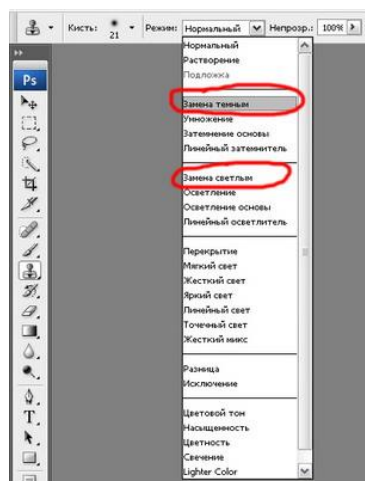 Кисть: 21 Режим: Нормальный Непрозр.: 100%
Ps
T
Нормальный
Растворение
Подложка
Замена темным
Умножение
Затемнение основы
Линейный затемнитель
Замена светлым
Осветление
Осветление основы
Линейный осветлитель
Перекрытие
Мягкий свет
Жесткий свет
Яркий свет
Линейный свет
Точечный свет
Жесткий микс
Разница
Исключение
Цветовой тон
Насыщенность
Цветность
Свечение
Lighter Color